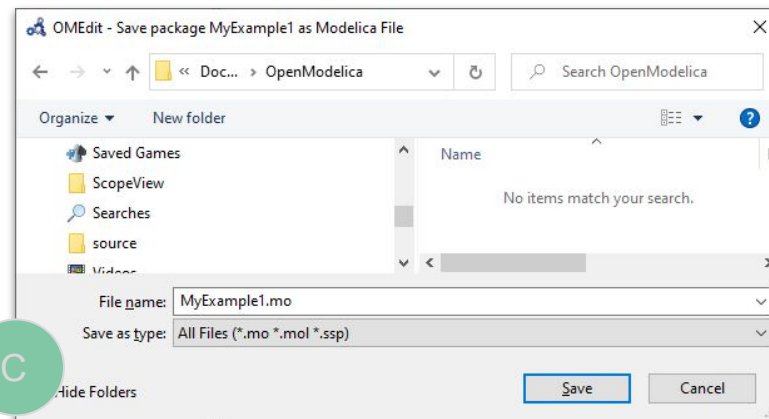 OMEdit - Save package MyExample1 as Modelica File
« Doc... › OpenModelica
Search OpenModelica
Organize
New folder
Saved Games
ScopeView
Searches
source
Videos
Name
No items match your search.
File name: MyExample1.mo
Save as type: All Files (*.mo *.mol *.ssp)
C
Hide Folders
Save
Cancel